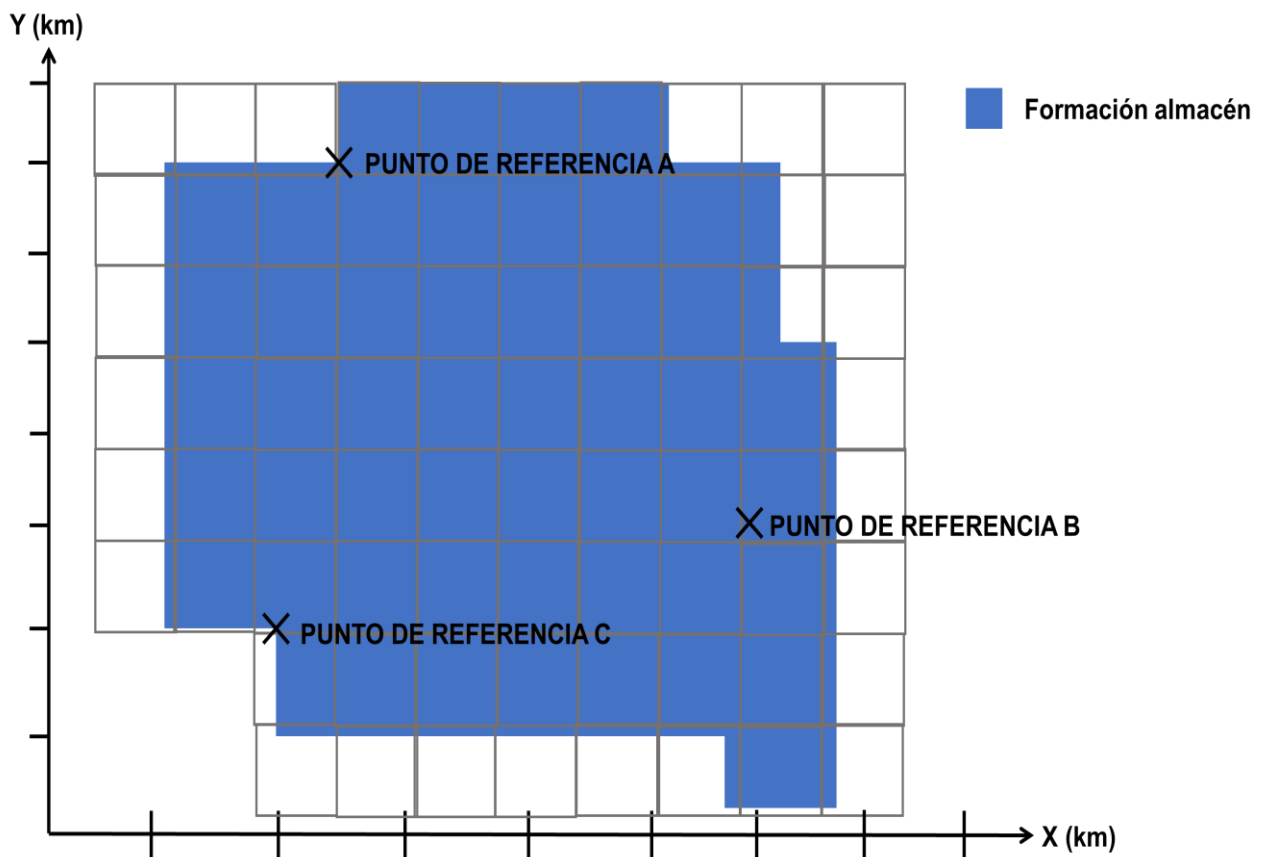 Y (km)
Formación almacén
PUNTO DE REFERENCIA A
PUNTO DE REFERENCIA B
PUNTO DE REFERENCIA C
X (km)